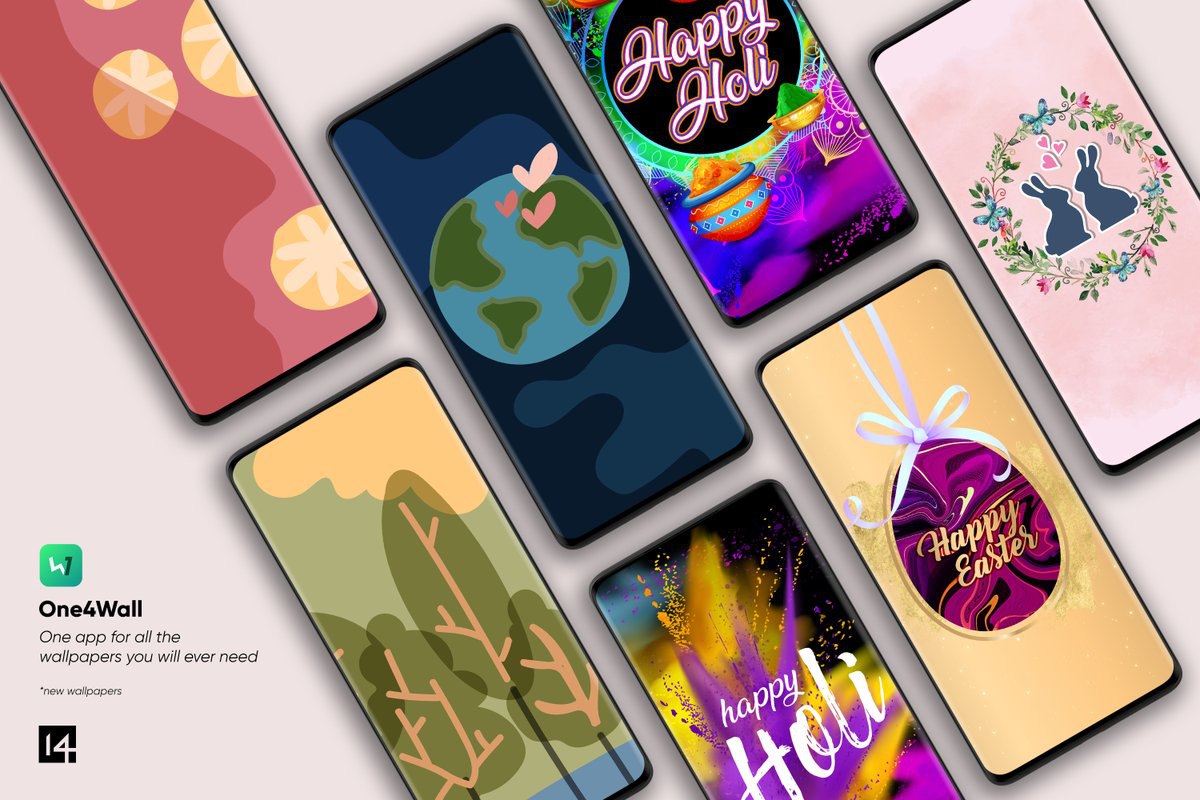 Happy
Holi
Happy
Easter
happy
Holi
One4Wall
One app for all the
wallpapers you will ever need
*new wallpapers
14